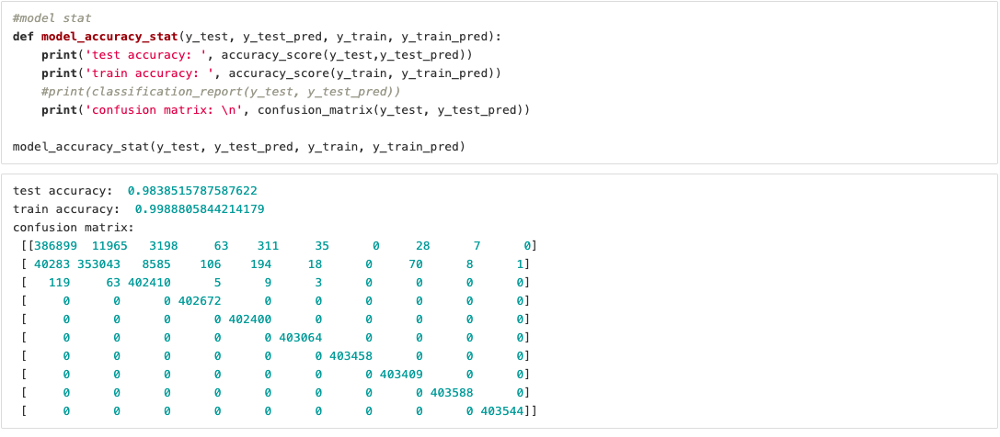 #model stat
def model_accuracy_stat(y_test, y_test_pred, y_train, y_train_pred):
    print('test accuracy: ', accuracy_score(y_test,y_test_pred))
    print('train accuracy: ', accuracy_score(y_train, y_train_pred))
    #print(classification_report(y_test, y_test_pred))
    print('confusion matrix: \n', confusion_matrix(y_test, y_test_pred))
model_accuracy_stat(y_test, y_test_pred, y_train, y_train_pred)
test accuracy:  0.9838515787587622
train accuracy:  0.9988805844214179
confusion matrix:
 [[386899  11965   3198     63    311     35      0     28      7      0]
 [ 40283 353043   8585    106    194     18      0     70      8      1]
 [   119     63 402410      5      9      3      0      0      0      0]
 [     0      0      0 402672      0      0      0      0      0      0]
 [     0      0      0      0 402400      0      0      0      0      0]
 [     0      0      0      0      0 403064      0      0      0      0]
 [     0      0      0      0      0      0 403458      0      0      0]
 [     0      0      0      0      0      0      0 403409      0      0]
 [     0      0      0      0      0      0      0      0 403588      0]
 [     0      0      0      0      0      0      0      0      0 403544]]